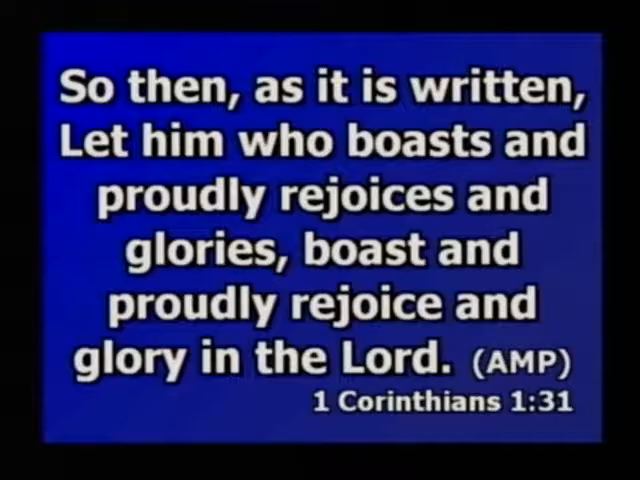 So then, as it is written,
Let him who boasts and
proudly rejoices and
glories, boast and
proudly rejoice and
glory in the Lord. (AMP)
1 Corinthians 1:31